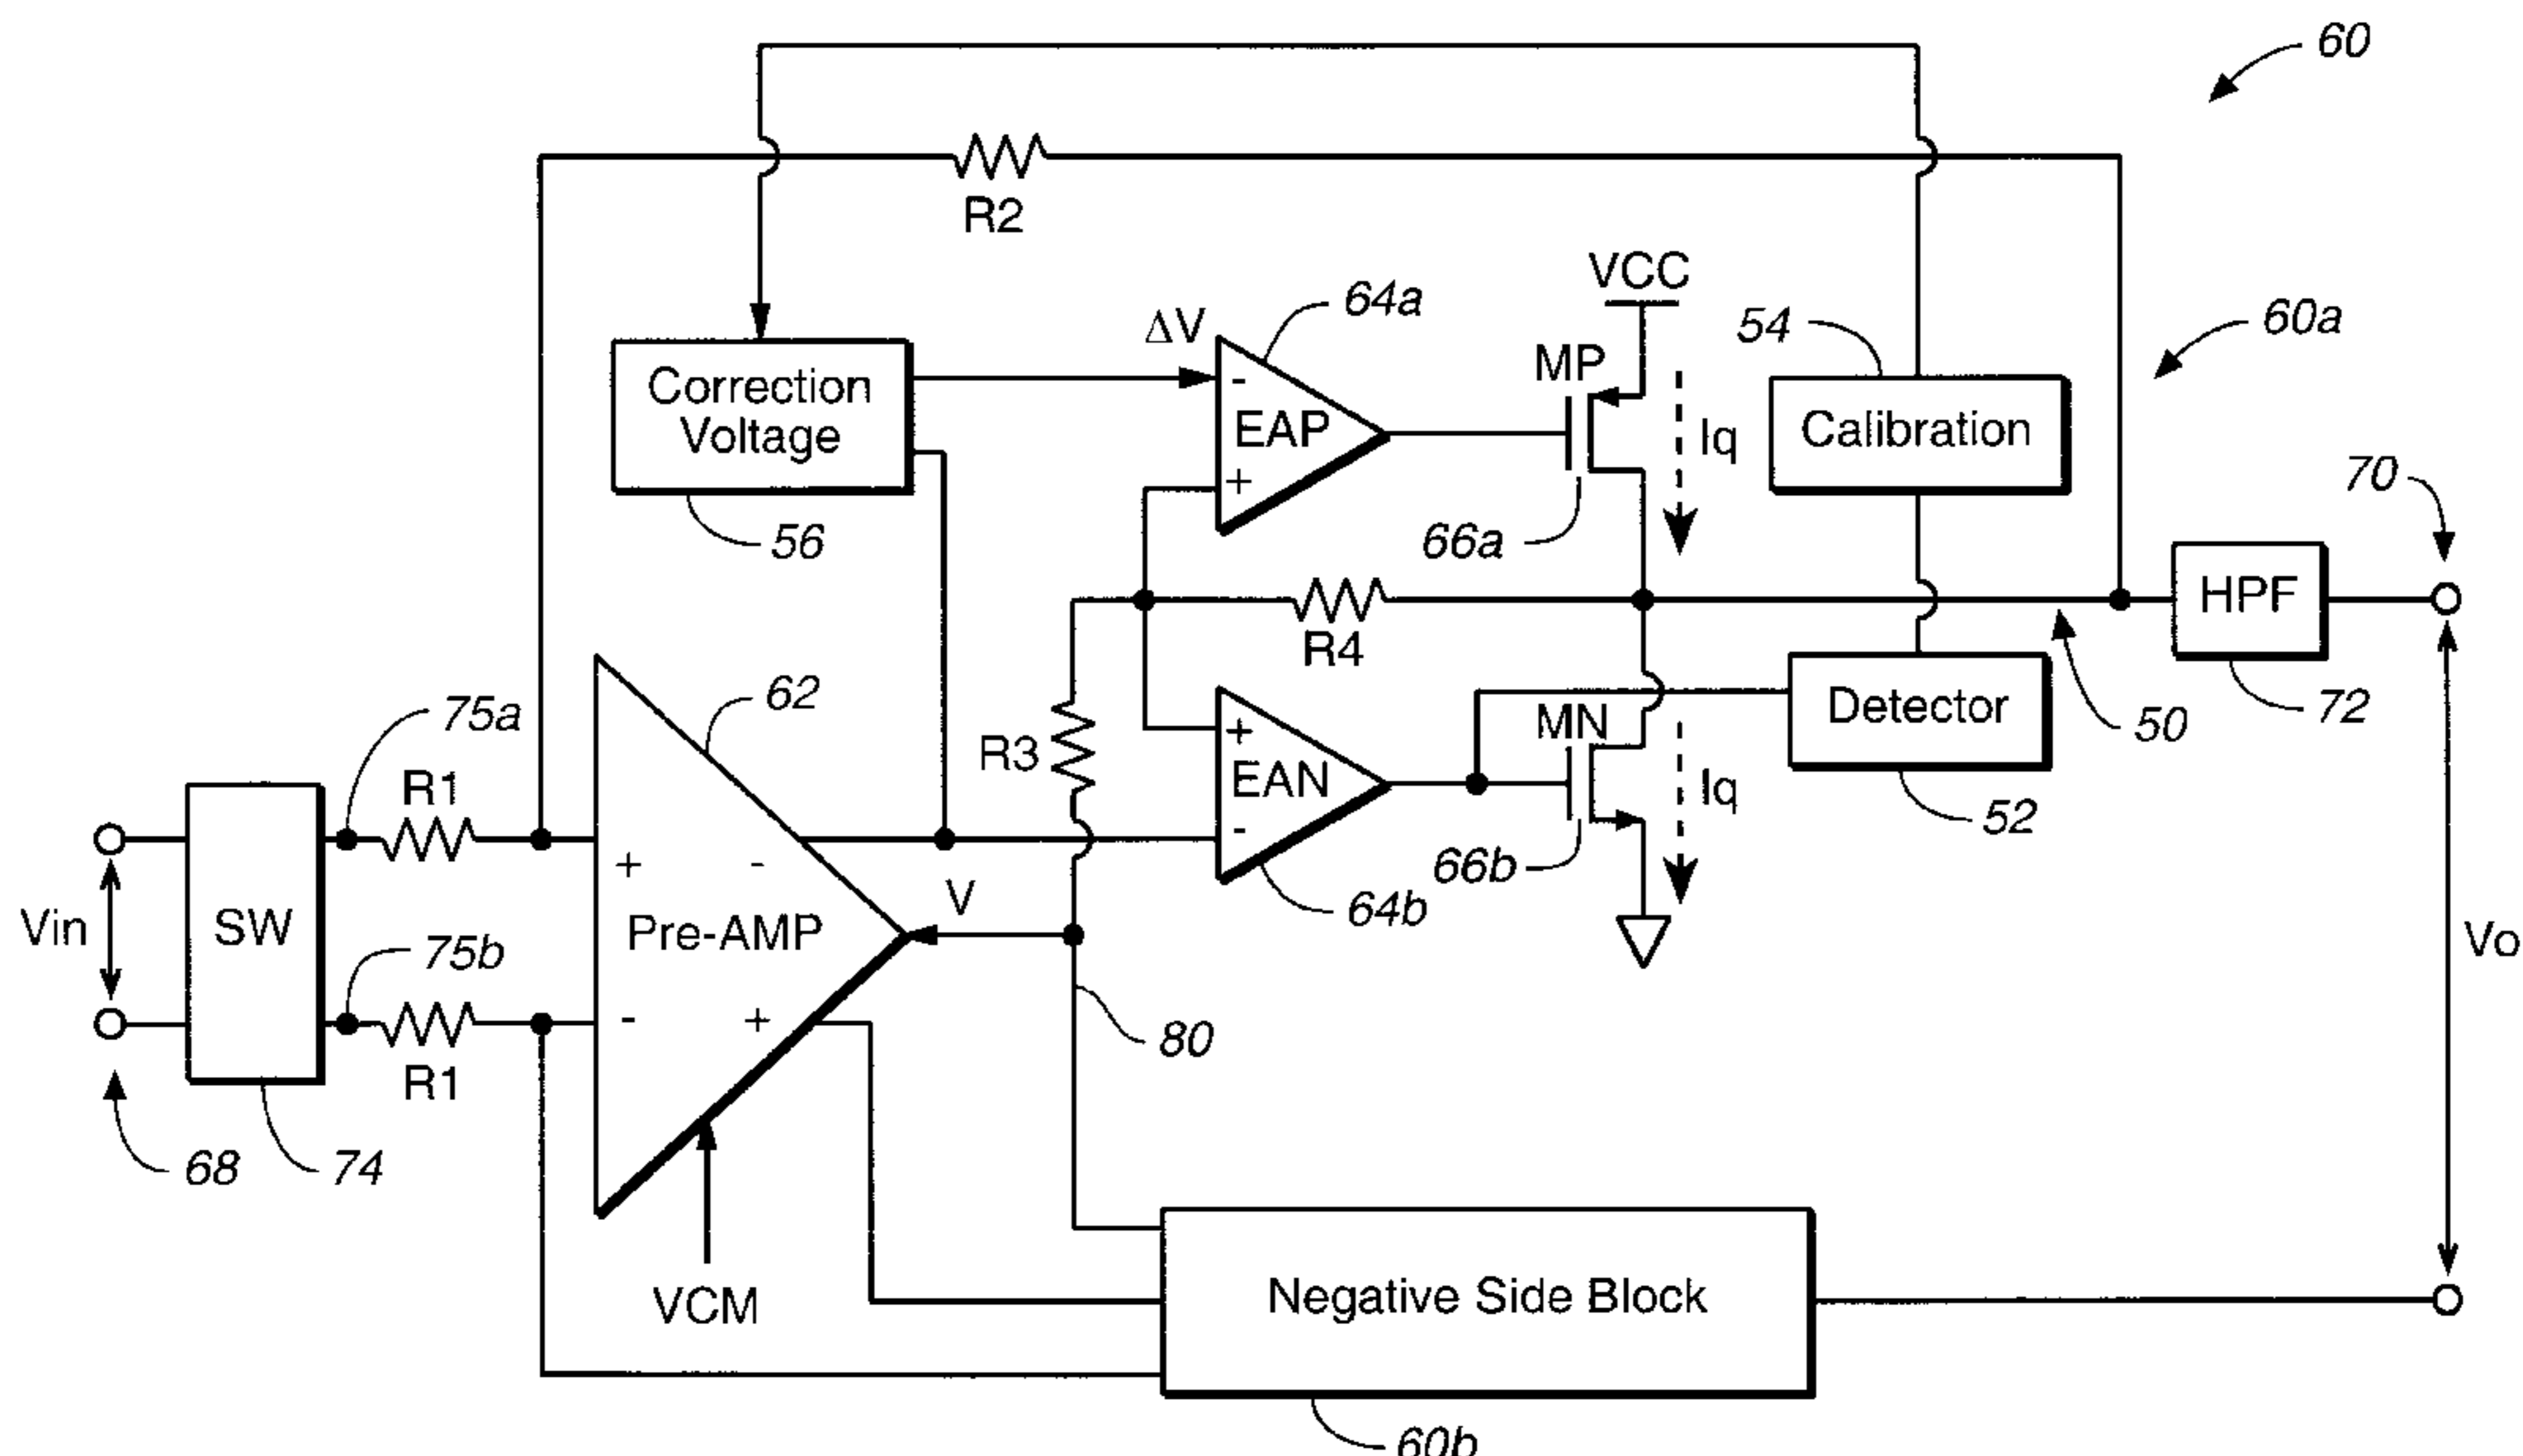 60
R2
VCC
64a
ΔV
54
60a
MP
-
EAP
+
Correction
Voltage
Iq
Calibration
70
56
66a
HPF
R4
62
75a
R3
+
EAN
-
MN
Detector
50
72
R1
Iq
52
66b
64b
+
-
V
Vin
SW
Pre-AMP
75b
Vo
-
+
80
R1
68
74
VCM
Negative Side Block
60b